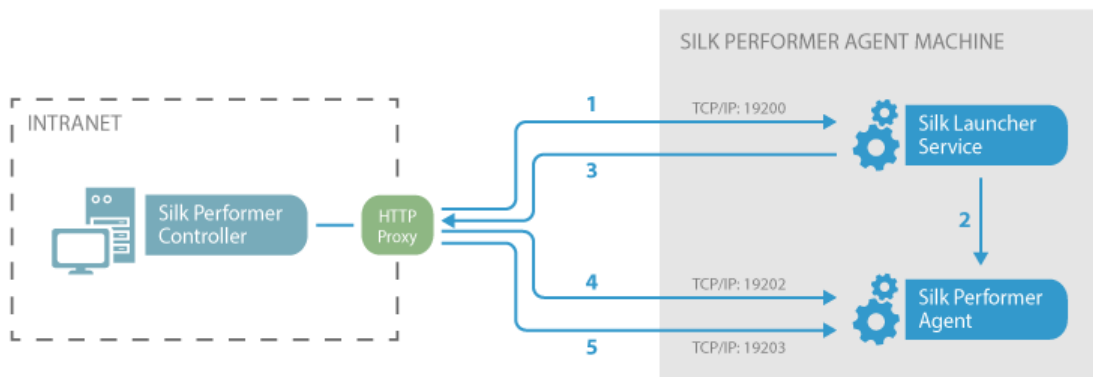 SILK PERFORMER AGENT MACHINE
INTRANET
1
TCP/IP: 19200
Silk Launcher
Service
3
Silk Performer
Controller
HTTP
Proxy
2
4
TCP/IP: 19202
Silk Performer
Agent
5
TCP/IP: 19203